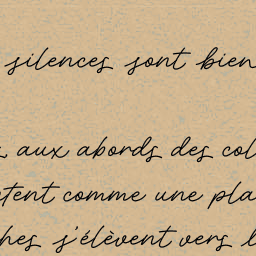 silences sont bien
aux abords des col
tent comme une pla
hes s'élèvent vers l